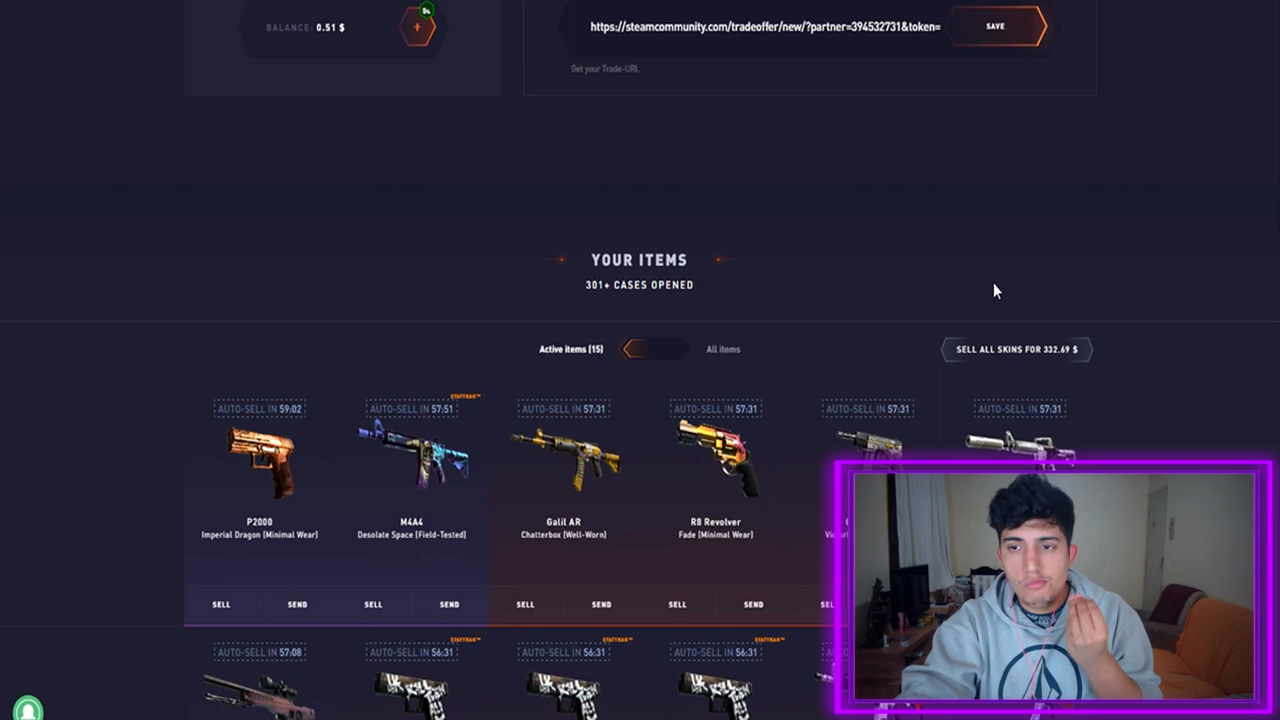 BALANCE: 0.51 $
+
5%
https://steamcommunity.com/tradeoffer/new/?partner=394532731&token=
SAVE
Get your Trade-URL
YOUR ITEMS
301+ CASES OPENED
Active items (15)
All items
SELL ALL SKINS FOR 332.69 $
STATTRAK™
AUTO-SELL IN 59:02
AUTO-SELL IN 57:51
AUTO-SELL IN 57:31
AUTO-SELL IN 57:31
AUTO-SELL IN 57:31
AUTO-SELL IN 57:31
P2000
Imperial Dragon (Minimal Wear)
M4A4
Desolate Space (Field-Tested)
Galil AR
Chatterbox (Well-Worn)
R8 Revolver
Fade (Minimal Wear)
SELL
SEND
SELL
SEND
SELL
SEND
SELL
SEND
STATTRAK™
STATTRAK™
STATTRAK™
AUTO-SELL IN 57:08
AUTO-SELL IN 56:31
AUTO-SELL IN 56:31
AUTO-SELL IN 56:31